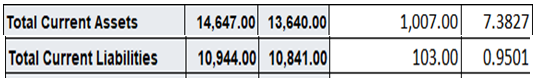 Total Current Assets 14,647.00 13,640.00 1,007.00 7.3827
Total Current Liabilities 10,944.00 10,841.00 103.00 0.9501